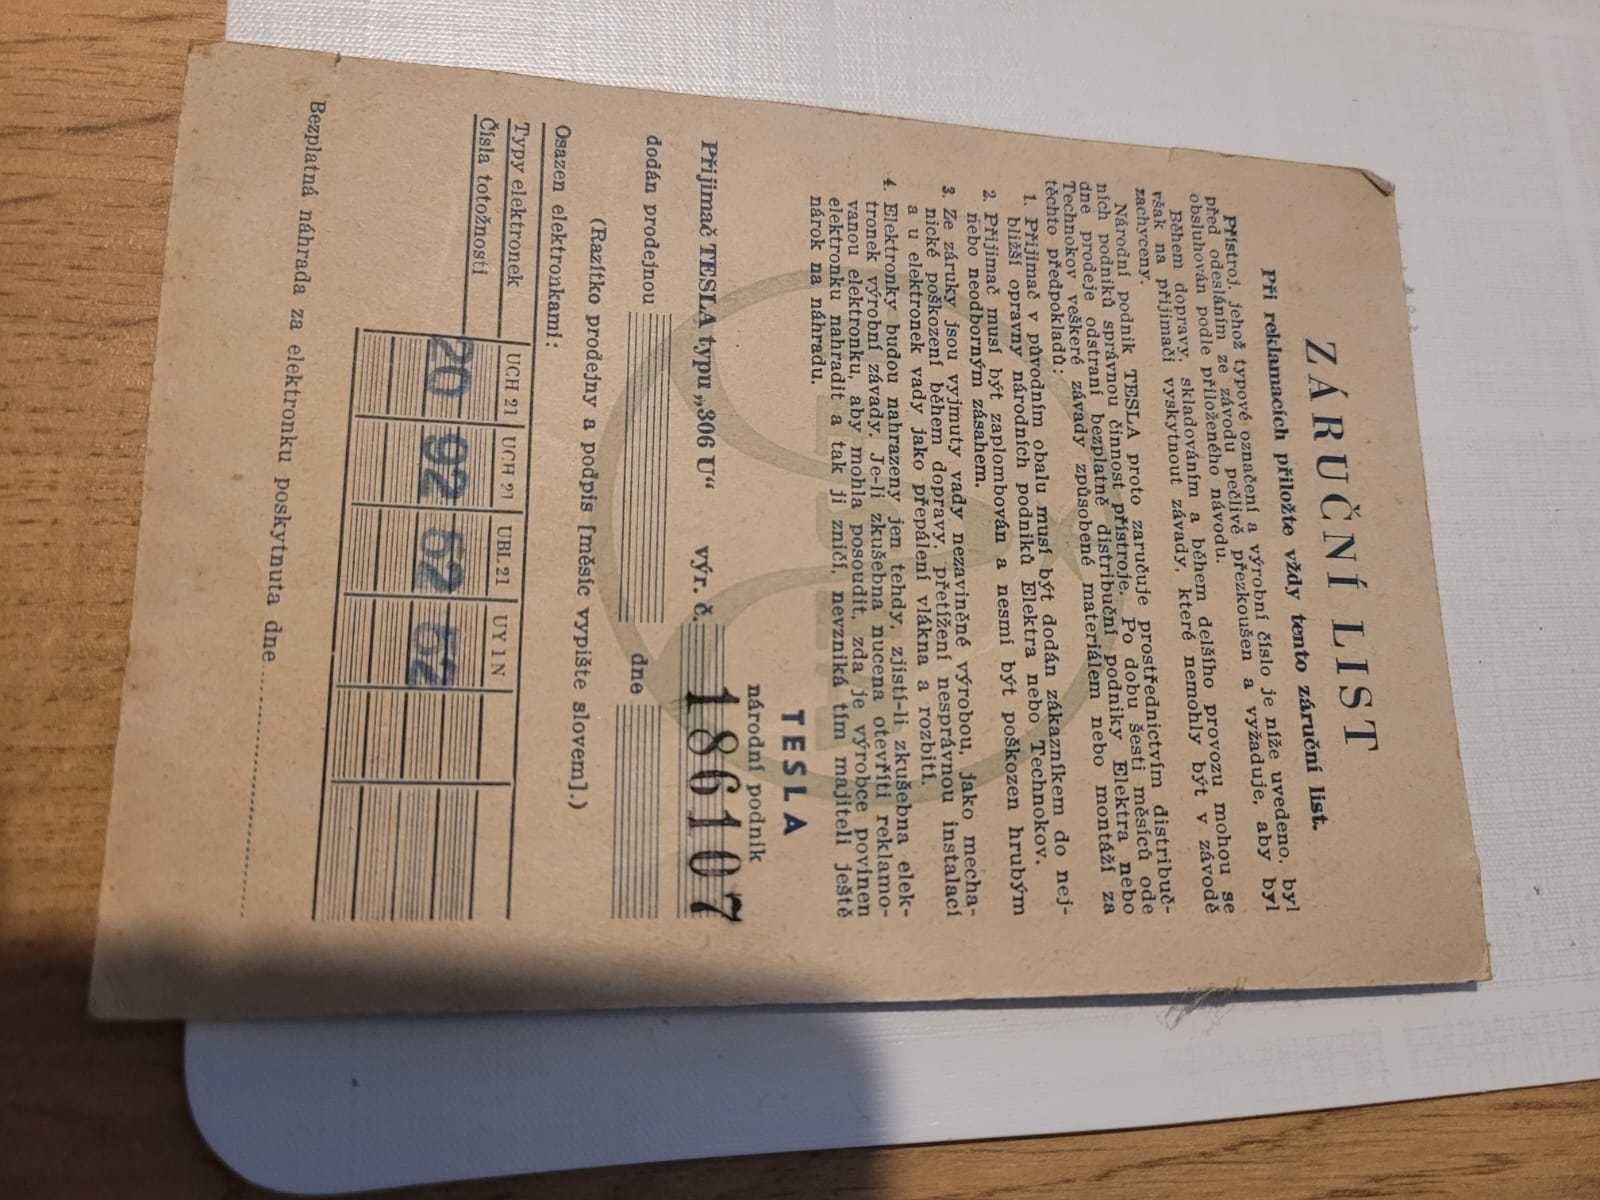 ZÁRUČNÍ LIST
Při reklamacích přiložte vždy tento záruční list.
Přístroj, jehož typové označení a výrobní číslo je níže uvedeno, byl
před odesláním ze závodu pečlivě přezkoušen a vyžaduje, aby byl
obsluhován podle přiloženého návodu.
Během dopravy, skladováním a během delšího provozu mohou se
však na přijimači vyskytnout závady, které nemohly být v závodě
zachyceny.
Národní podnik TESLA proto zaručuje prostřednictvím distribuč-
ních podniků správnou činnost přístroje. Po dobu šesti měsíců ode
dne prodeje odstraní bezplatně distribuční podniky Elektra nebo
Technokov veškeré závady způsobené materiálem nebo montáží za
těchto předpokladů:
1. Přijimač v původním obalu musí být dodán zákazníkem do nej-
bližší opravny národních podniků Elektra nebo Technokov.
2. Přijimač musí být zaplombován a nesmí být poškozen hrubým
nebo neodborným zásahem.
3. Ze záruky jsou vyjmuty vady nezaviněné výrobou, jako mecha-
nické poškození během dopravy, přetížení nesprávnou instalací
a u elektronek vady jako přepálení vlákna a rozbití.
4. Elektronky budou nahrazeny jen tehdy, zjistí-li zkušebna elek-
tronek výrobní závady. Je-li zkušebna nucena otevříti reklamo-
vanou elektronku, aby mohla posoudit, zda je výrobce povinen
elektronku nahradit a tak ji zničí, nevzniká tím majiteli ještě
nárok na náhradu.
TESLA
národní podnik
Přijimač TESLA typu „306 U“ výr. č. 186107
dodán prodejnou dne
(Razítko prodejny a podpis [měsíc vypište slovem].)
Osazen elektronkami:
Typy elektronek UCH 21 UCH 21 UBL 21 UY 1 N
Čísla totožnosti 20 92 62 52
Bezplatná náhrada za elektronku poskytnuta dne